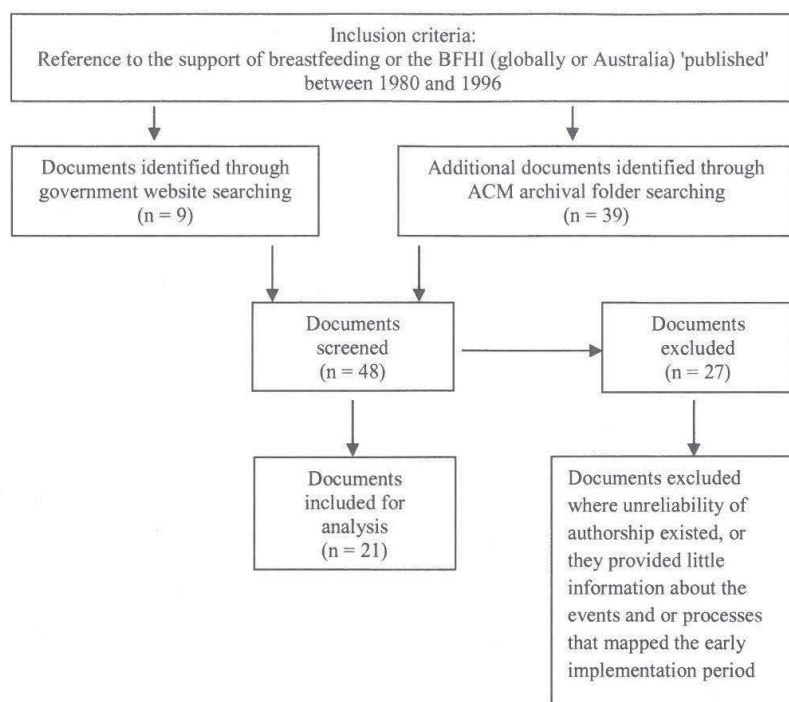 Inclusion criteria:
Reference to the support of breastfeeding or the BFHI (globally or Australia) 'published'
between 1980 and 1996
Documents identified through
government website searching
(n = 9)
Additional documents identified through
ACM archival folder searching
(n = 39)
Documents
screened
(n = 48)
Documents
excluded
(n = 27)
Documents
included for
analysis
(n = 21)
Documents excluded
where unreliability of
authorship existed, or
they provided little
information about the
events and or processes
that mapped the early
implementation period